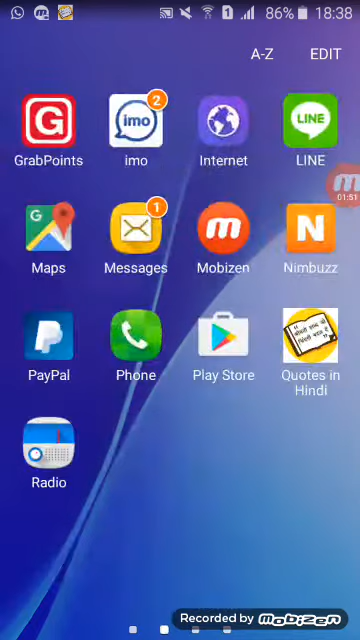 1 86% 18:38
A-Z EDIT
G 2 imo
GrabPoints imo Internet LINE
LINE
01:51
G 1 N
Maps Messages Mobizen Nimbuzz
PayPal Phone Play Store Quotes in
Hindi
Radio
Recorded by mobizen